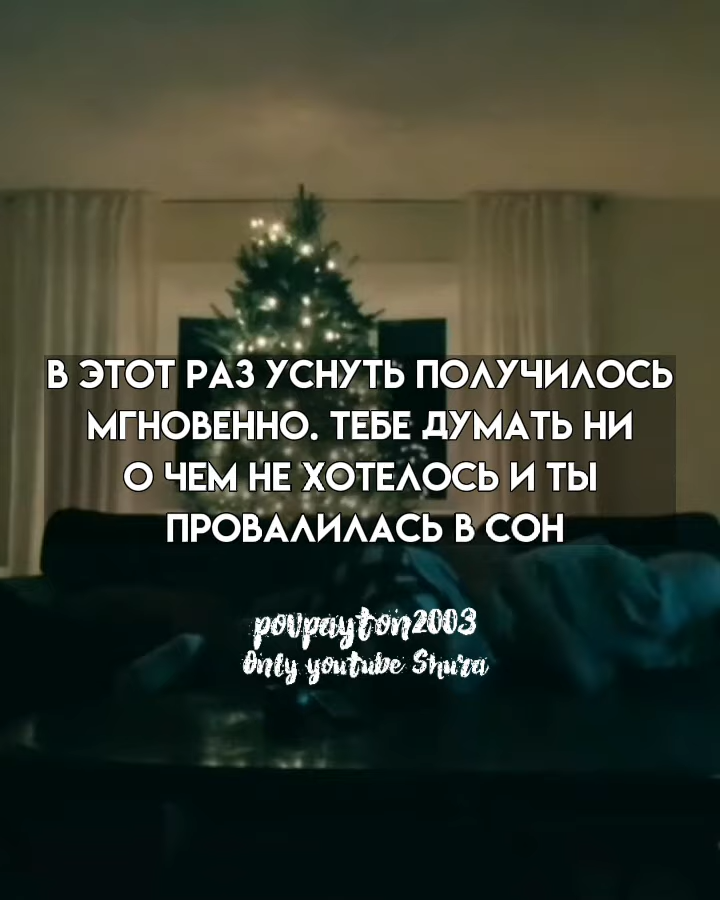 В ЭТОТ РАЗ УСНУТЬ ПОЛУЧИЛОСЬ
МГНОВЕННО. ТЕБЕ ДУМАТЬ НИ
О ЧЕМ НЕ ХОТЕЛОСЬ И ТЫ
ПРОВАЛИЛАСЬ В СОН
povpayton2003
Only youtube Shura